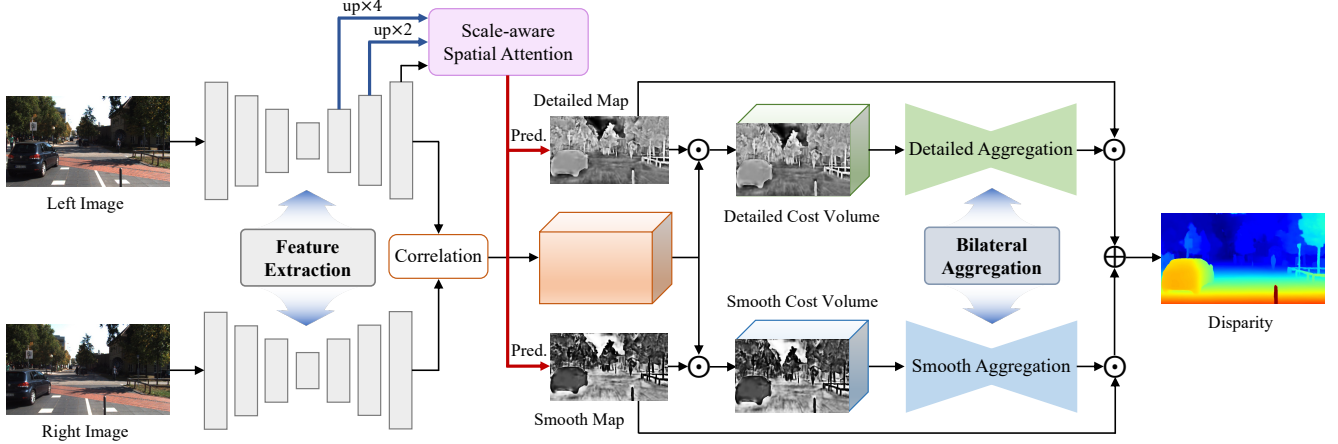 up×4
up×2
Scale-aware
Spatial Attention
Left Image
Feature
Extraction
Right Image
Correlation
Detailed Map
Pred.
Pred.
Smooth Map
Detailed Cost Volume
Smooth Cost Volume
Detailed Aggregation
Bilateral
Aggregation
Smooth Aggregation
Disparity